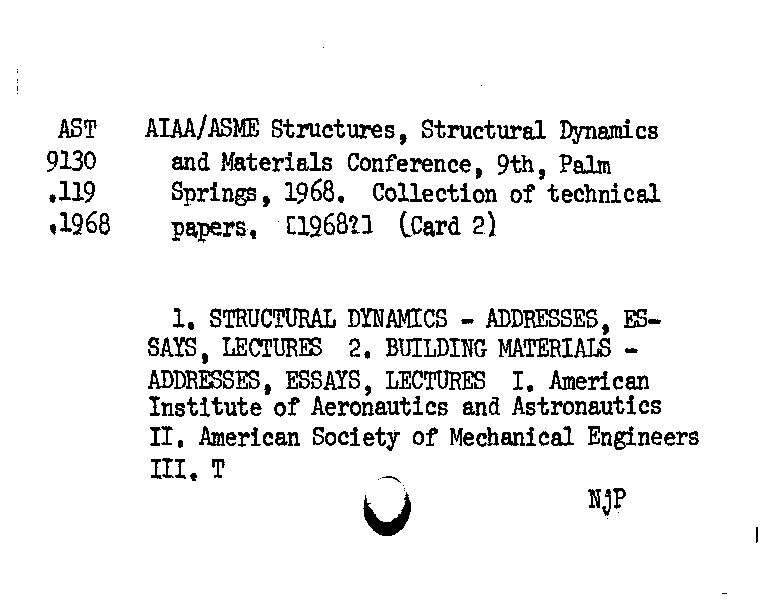 AST AIAA/ASME Structures, Structural Dynamics
9130 and Materials Conference, 9th, Palm
.119 Springs, 1968. Collection of technical
.1968 papers. [1968?] (Card 2)
1. STRUCTURAL DYNAMICS - ADDRESSES, ES-
SAYS, LECTURES 2. BUILDING MATERIALS -
ADDRESSES, ESSAYS, LECTURES I. American
Institute of Aeronautics and Astronautics
II. American Society of Mechanical Engineers
III. T
NjP